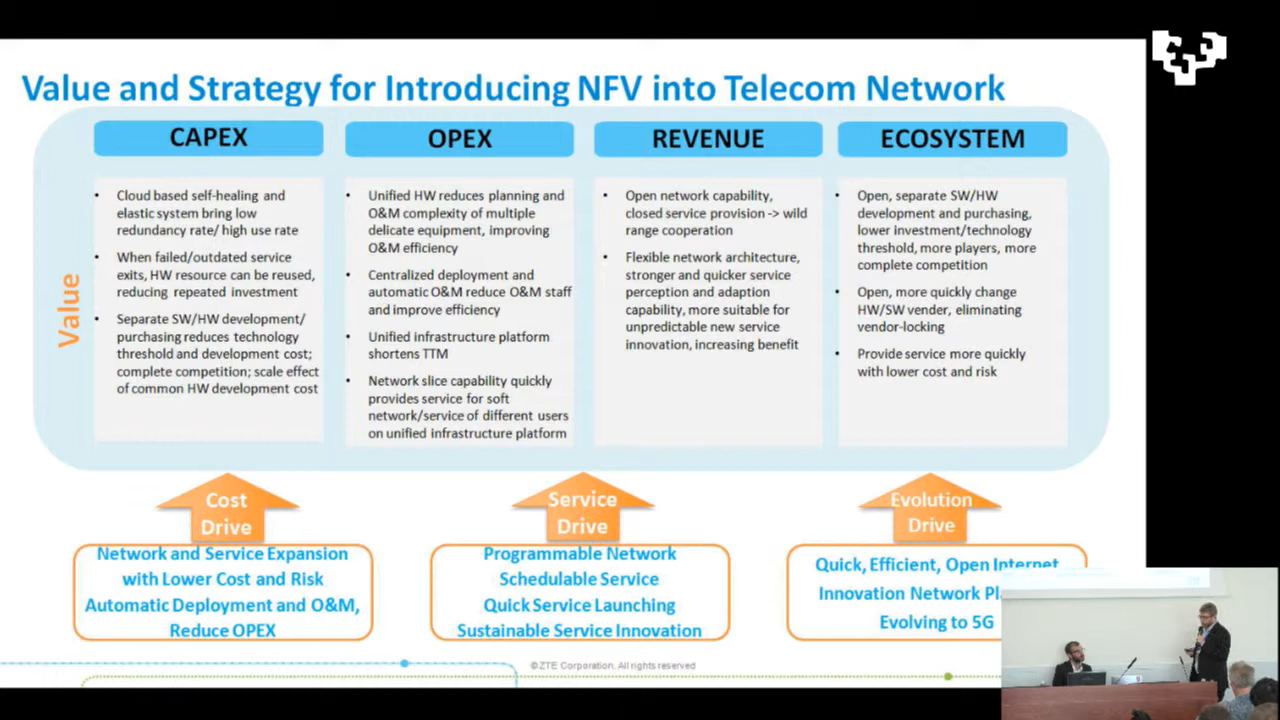 Value and Strategy for Introducing NFV into Telecom Network
CAPEX
OPEX
REVENUE
ECOSYSTEM
Value
• Cloud based self-healing and
elastic system bring low
redundancy rate/ high use rate
• When failed/outdated service
exits, HW resource can be reused,
reducing repeated investment
• Separate SW/HW development/
purchasing reduces technology
threshold and development cost;
complete competition; scale effect
of common HW development cost
• Unified HW reduces planning and
O&M complexity of multiple
delicate equipment, improving
O&M efficiency
• Centralized deployment and
automatic O&M reduce O&M staff
and improve efficiency
• Unified infrastructure platform
shortens TTM
• Network slice capability quickly
provides service for soft
network/service of different users
on unified infrastructure platform
• Open network capability,
closed service provision -> wild
range cooperation
• Flexible network architecture,
stronger and quicker service
perception and adaption
capability, more suitable for
unpredictable new service
innovation, increasing benefit
• Open, separate SW/HW
development and purchasing,
lower investment/technology
threshold, more players, more
complete competition
• Open, more quickly change
HW/SW vender, eliminating
vendor-locking
• Provide service more quickly
with lower cost and risk
Cost
Drive
Service
Drive
Evolution
Drive
Network and Service Expansion
with Lower Cost and Risk
Automatic Deployment and O&M,
Reduce OPEX
Programmable Network
Schedulable Service
Quick Service Launching
Sustainable Service Innovation
Quick, Efficient, Open Internet
Innovation Network
Evolving to 5G
©ZTE Corporation. All rights reserved